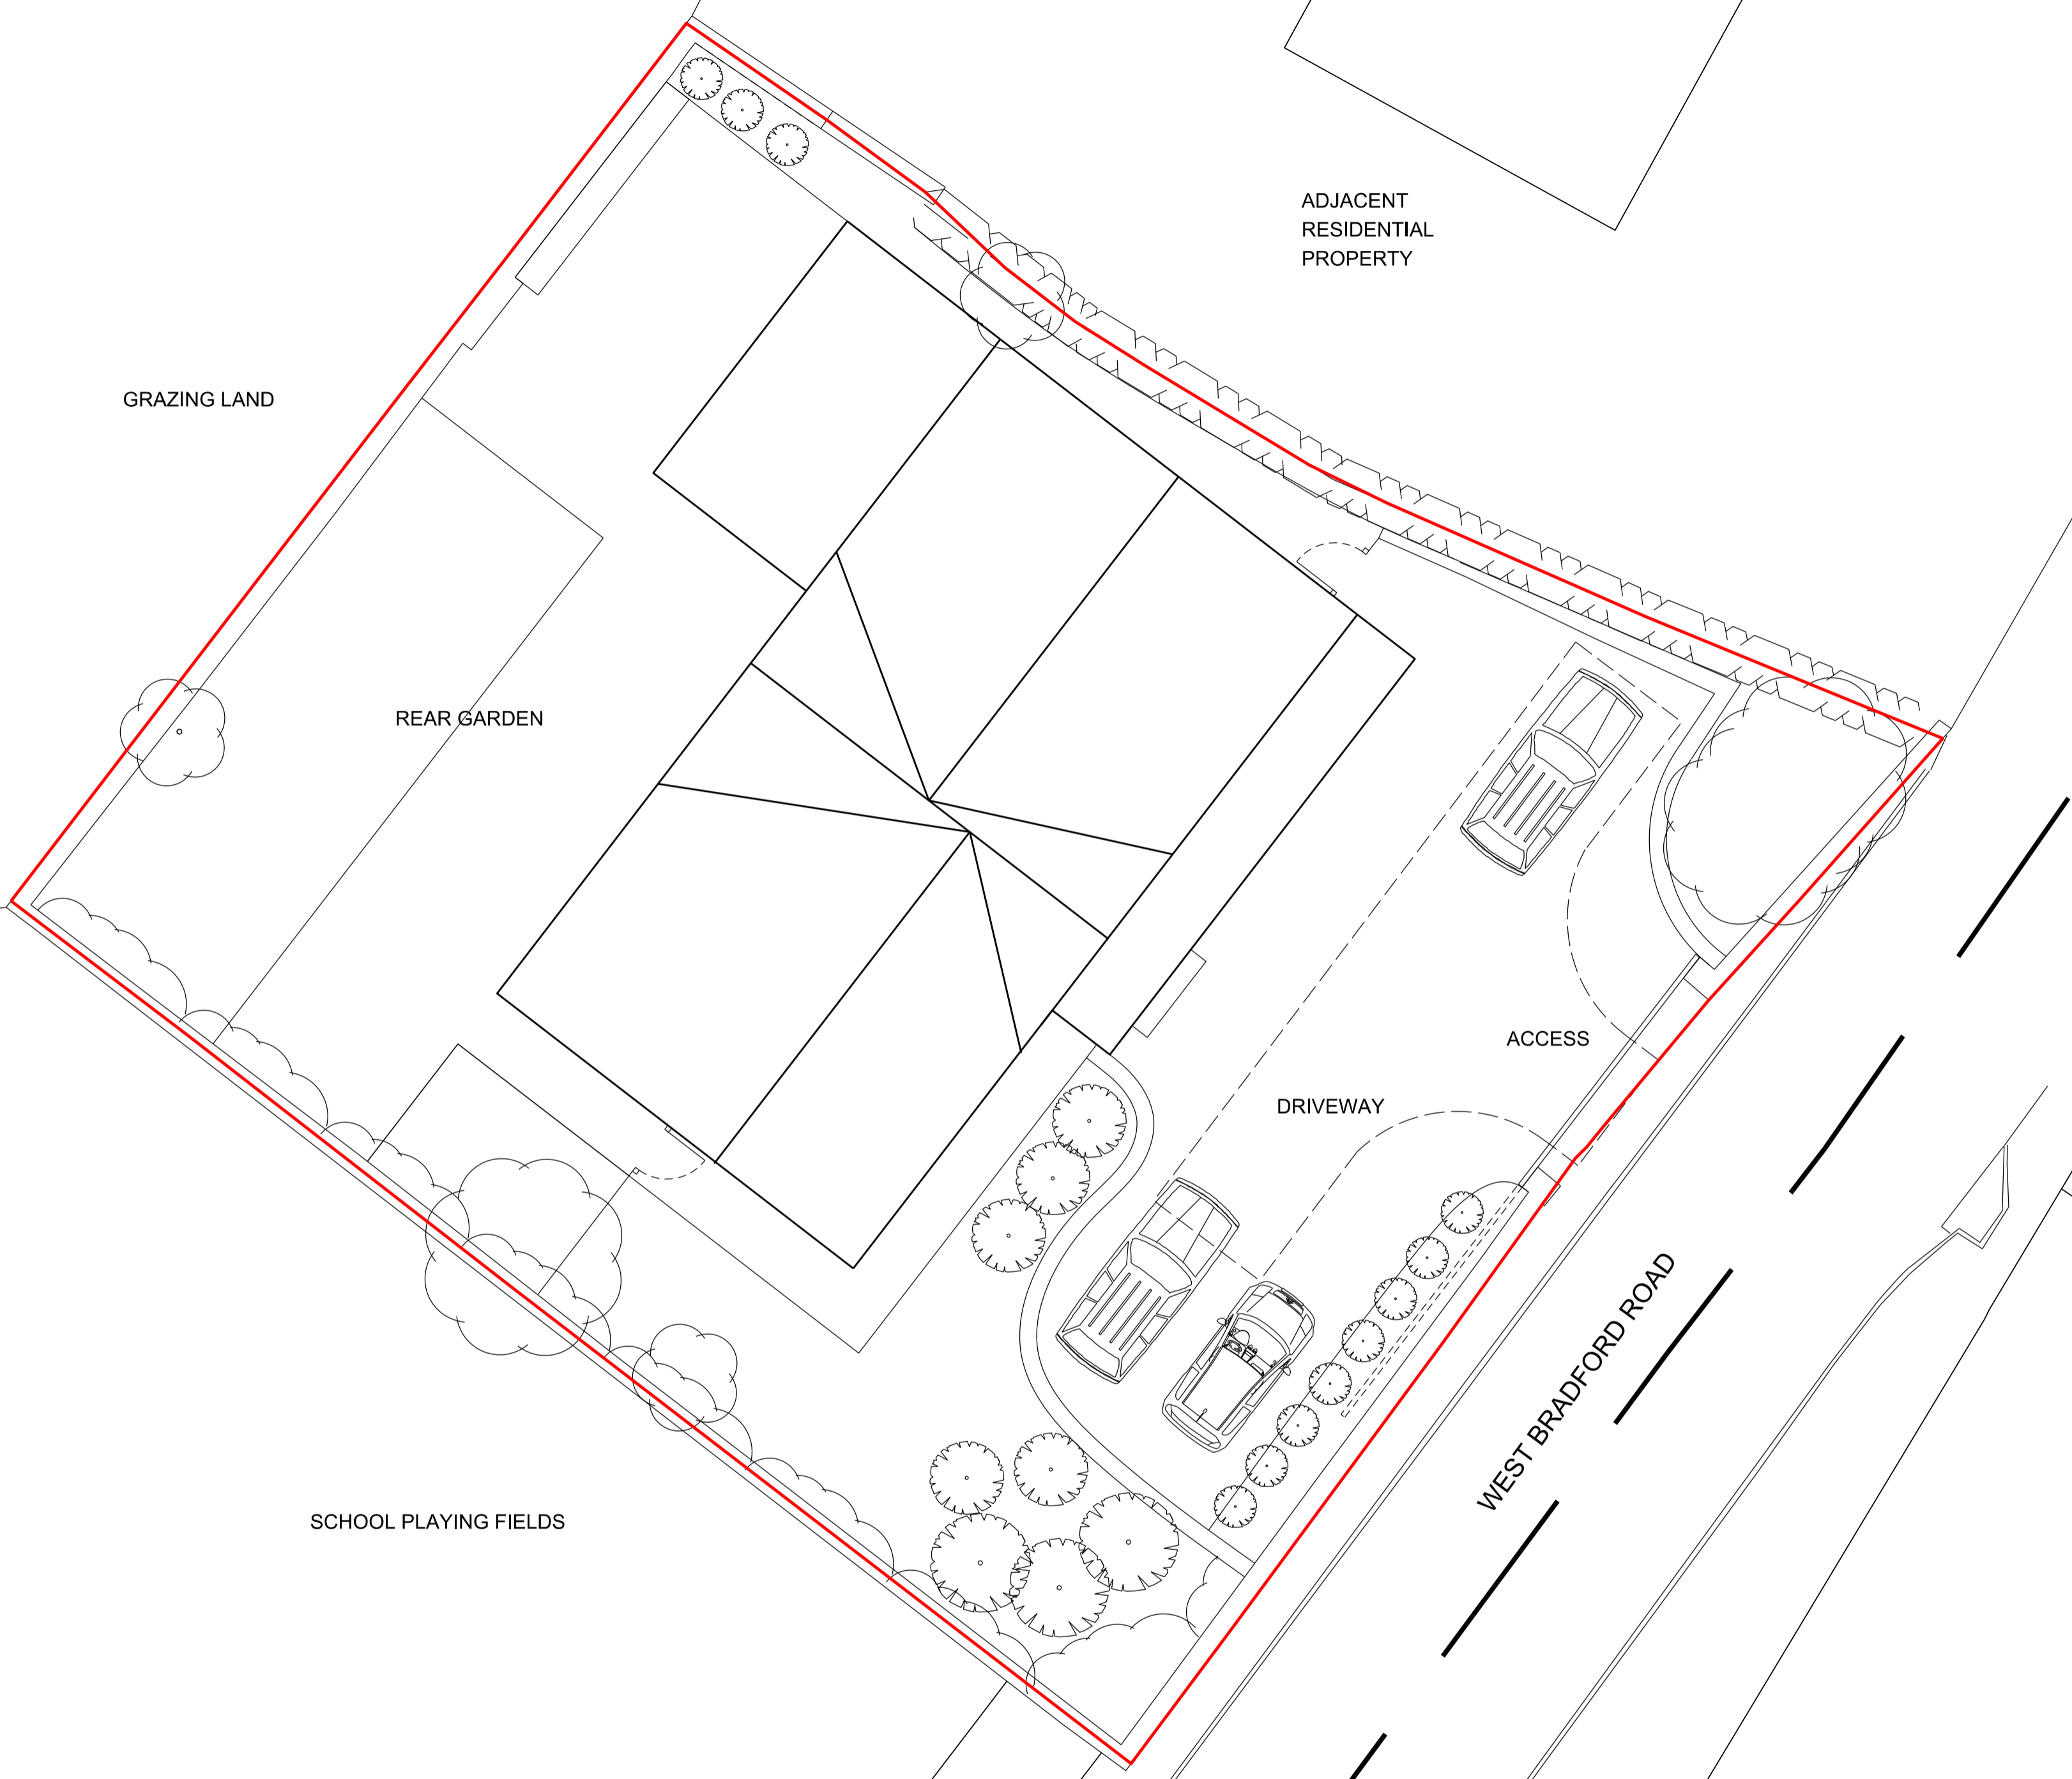 ADJACENT
RESIDENTIAL
PROPERTY
GRAZING LAND
REAR GARDEN
ACCESS
DRIVEWAY
WEST BRADFORD ROAD
SCHOOL PLAYING FIELDS